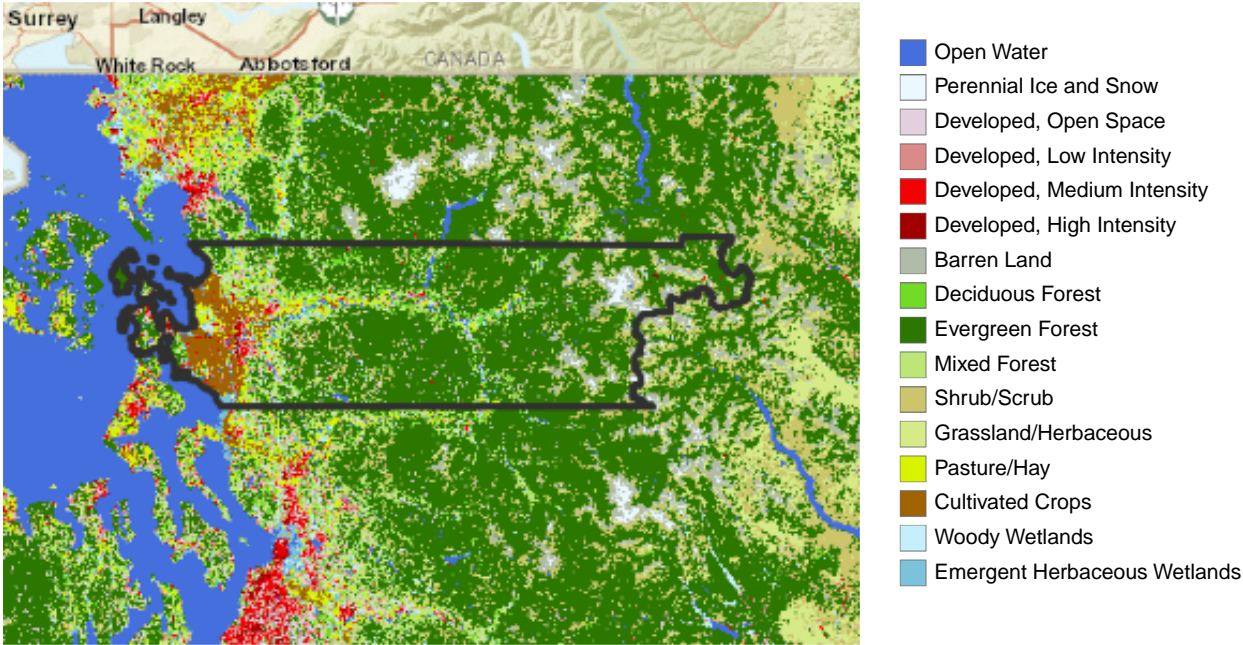 Surrey
Langley
White Rock
Abbotsford
CANADA
Open Water
Perennial Ice and Snow
Developed, Open Space
Developed, Low Intensity
Developed, Medium Intensity
Developed, High Intensity
Barren Land
Deciduous Forest
Evergreen Forest
Mixed Forest
Shrub/Scrub
Grassland/Herbaceous
Pasture/Hay
Cultivated Crops
Woody Wetlands
Emergent Herbaceous Wetlands